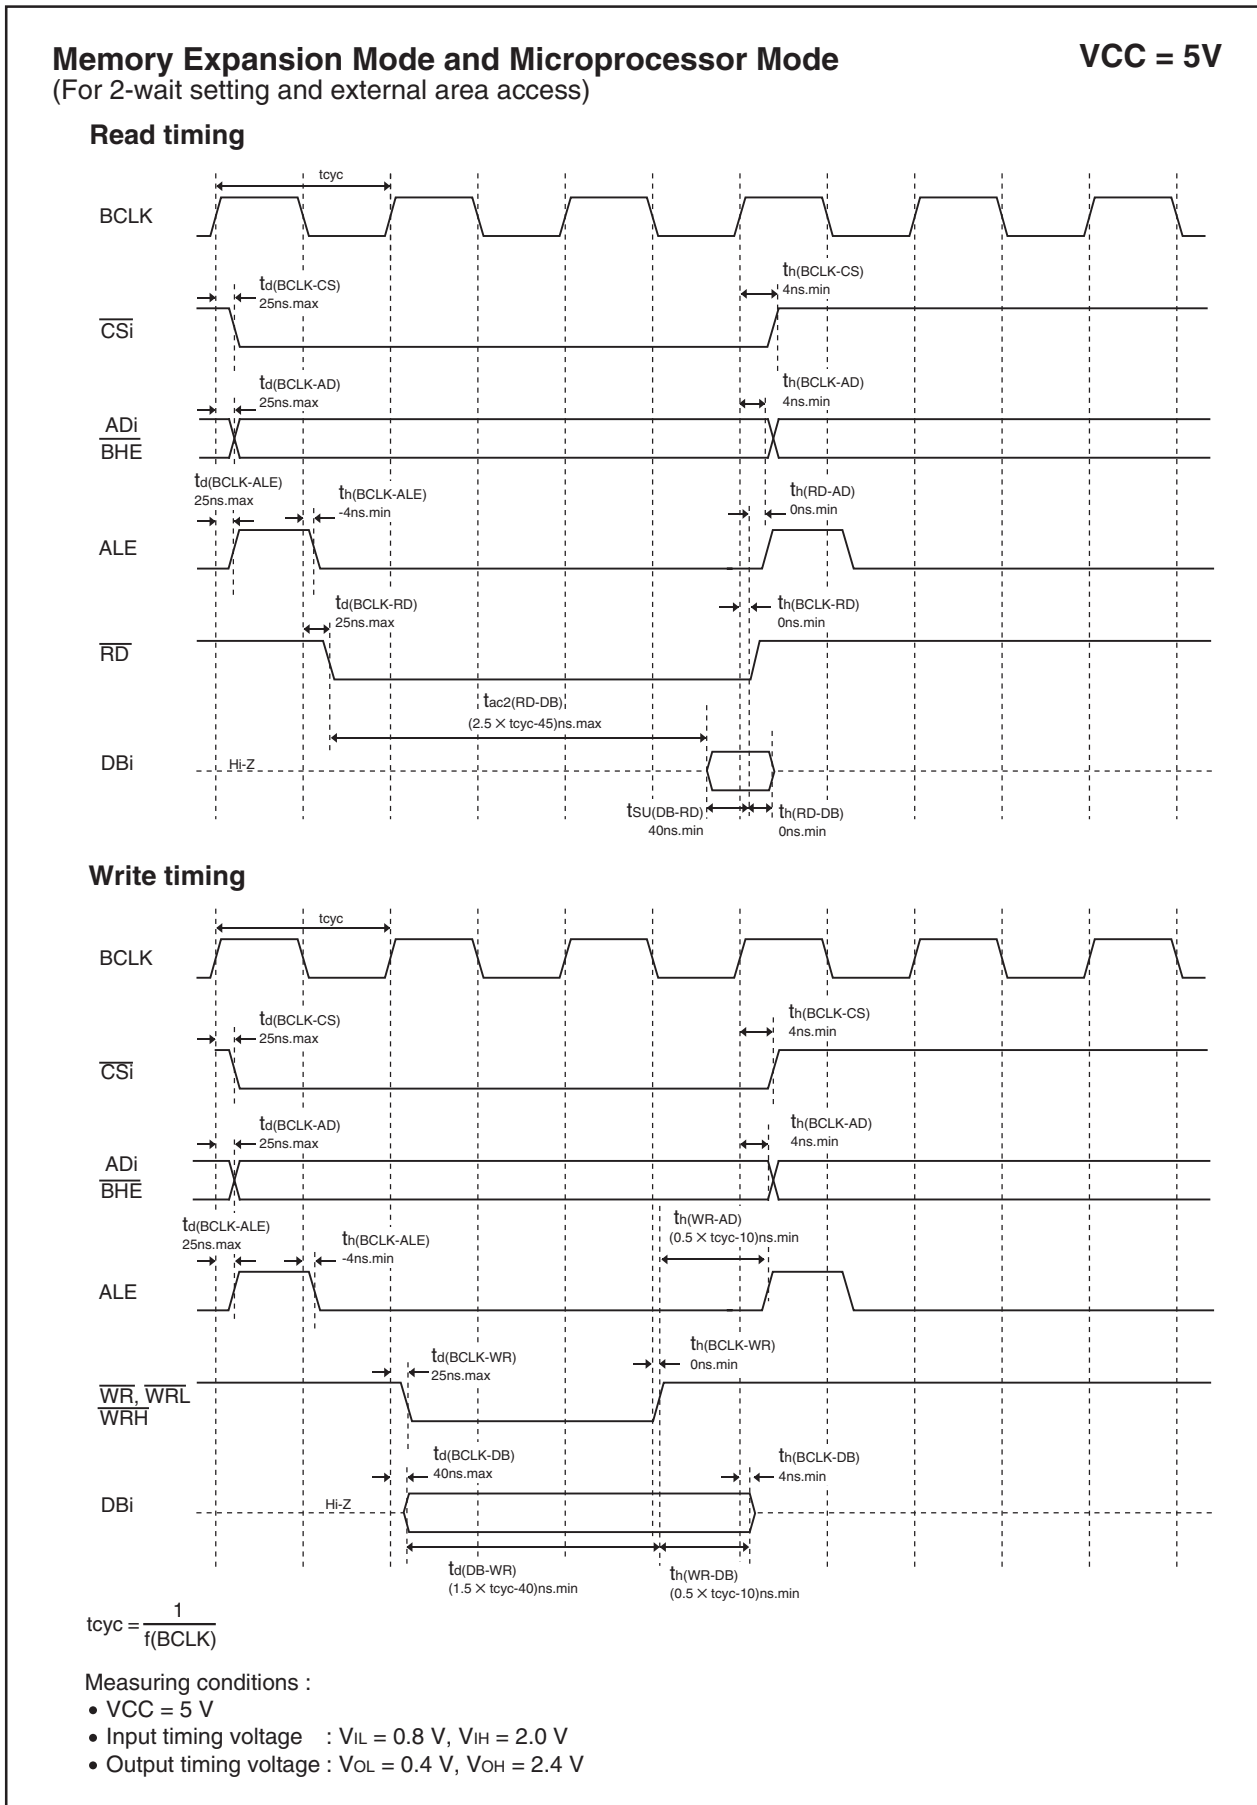 Memory Expansion Mode and Microprocessor Mode
VCC = 5V
(For 2-wait setting and external area access)
Read timing
tcyc
BCLK
td(BCLK-CS)
25ns.max
th(BCLK-CS)
4ns.min
CSi
td(BCLK-AD)
25ns.max
th(BCLK-AD)
4ns.min
ADi
BHE
td(BCLK-ALE)
25ns.max
th(BCLK-ALE)
-4ns.min
th(RD-AD)
0ns.min
ALE
td(BCLK-RD)
25ns.max
th(BCLK-RD)
0ns.min
RD
tac2(RD-DB)
(2.5 × tcyc-45)ns.max
DBi
Hi-Z
tSU(DB-RD)
40ns.min
th(RD-DB)
0ns.min
Write timing
tcyc
BCLK
td(BCLK-CS)
25ns.max
th(BCLK-CS)
4ns.min
CSi
td(BCLK-AD)
25ns.max
th(BCLK-AD)
4ns.min
ADi
BHE
td(BCLK-ALE)
25ns.max
th(BCLK-ALE)
-4ns.min
th(WR-AD)
(0.5 × tcyc-10)ns.min
ALE
td(BCLK-WR)
25ns.max
th(BCLK-WR)
0ns.min
WR, WRL
WRH
td(BCLK-DB)
40ns.max
th(BCLK-DB)
4ns.min
DBi
Hi-Z
td(DB-WR)
(1.5 × tcyc-40)ns.min
th(WR-DB)
(0.5 × tcyc-10)ns.min
tcyc = 1
f(BCLK)
Measuring conditions :
• VCC = 5 V
• Input timing voltage : VIL = 0.8 V, VIH = 2.0 V
• Output timing voltage : VOL = 0.4 V, VOH = 2.4 V